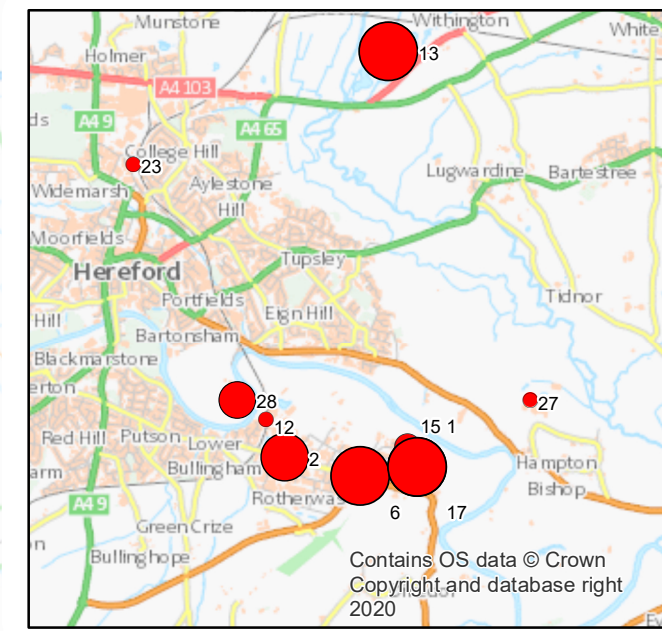 Munstone
Withington
White
Holmer
13
A4103
ds
A49
A465
College Hill
23
Lugwardine
Bartestree
Widemarsh
Aylestone
Hill
Moorfields
Tupsley
Hereford
Portfields
Tidnor
Eign Hill
Hill
Bartonsham
Blackmarstone
erton
28
27
12
15 1
Red Hill
Putson
Lower
Bullingham
2
Hampton
Bishop
arm
Rotherwas
6
17
A49
Green Crize
on
Bullinghope
Contains OS data © Crown
Copyright and database right
2020